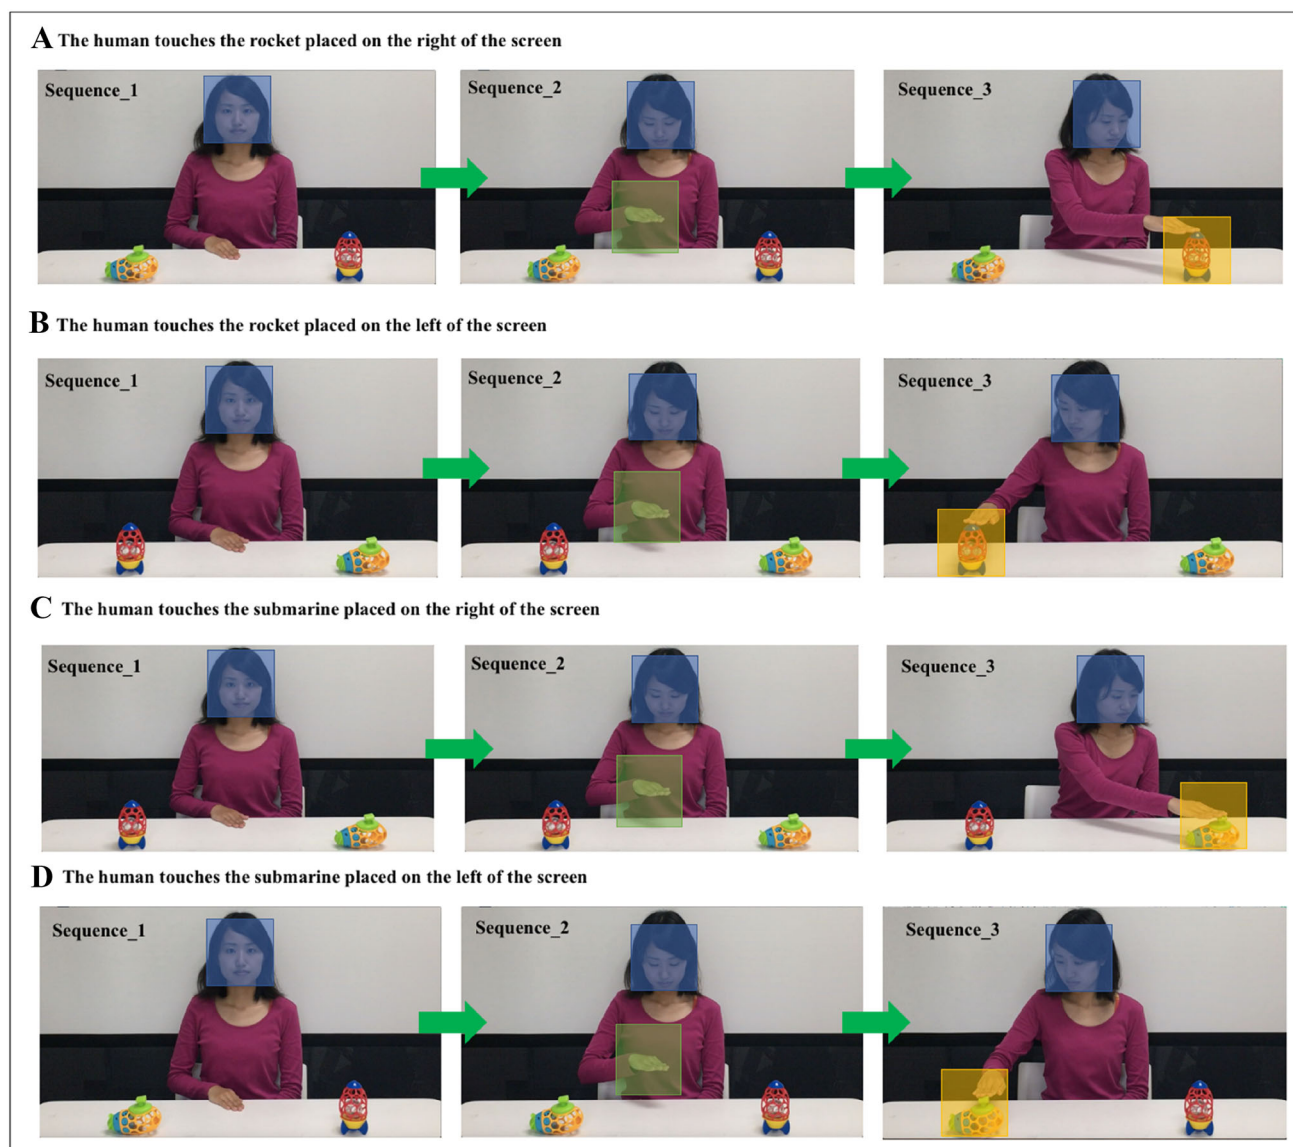 A The human touches the rocket placed on the right of the screen
Sequence_1
Sequence_2
Sequence_3
B The human touches the rocket placed on the left of the screen
Sequence_1
Sequence_2
Sequence_3
C The human touches the submarine placed on the right of the screen
Sequence_1
Sequence_2
Sequence_3
D The human touches the submarine placed on the left of the screen
Sequence_1
Sequence_2
Sequence_3